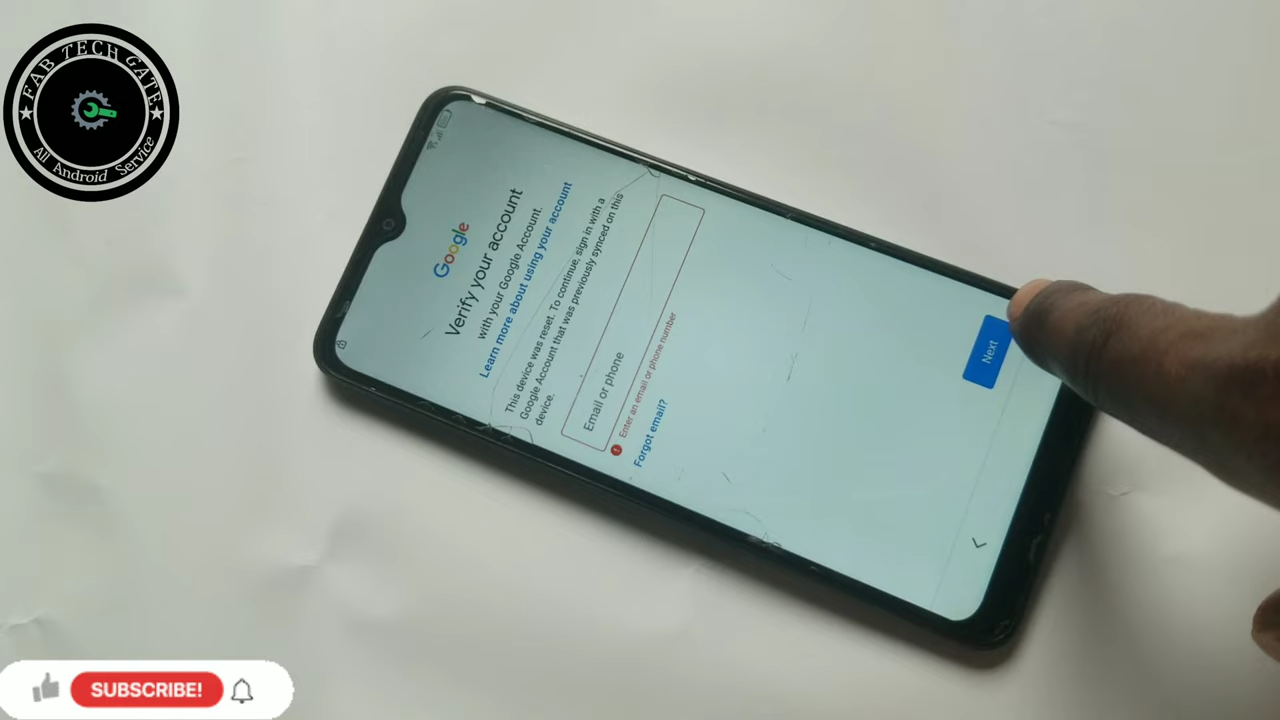 FAB TECH GATE
All Android Service
Google
Verify your account
with your Google Account.
Learn more about using your account
This device was reset. To continue, sign in with a
Google Account that was previously synced on this
device.
Email or phone
Enter an email or phone number
Forgot email?
Next
SUBSCRIBE!